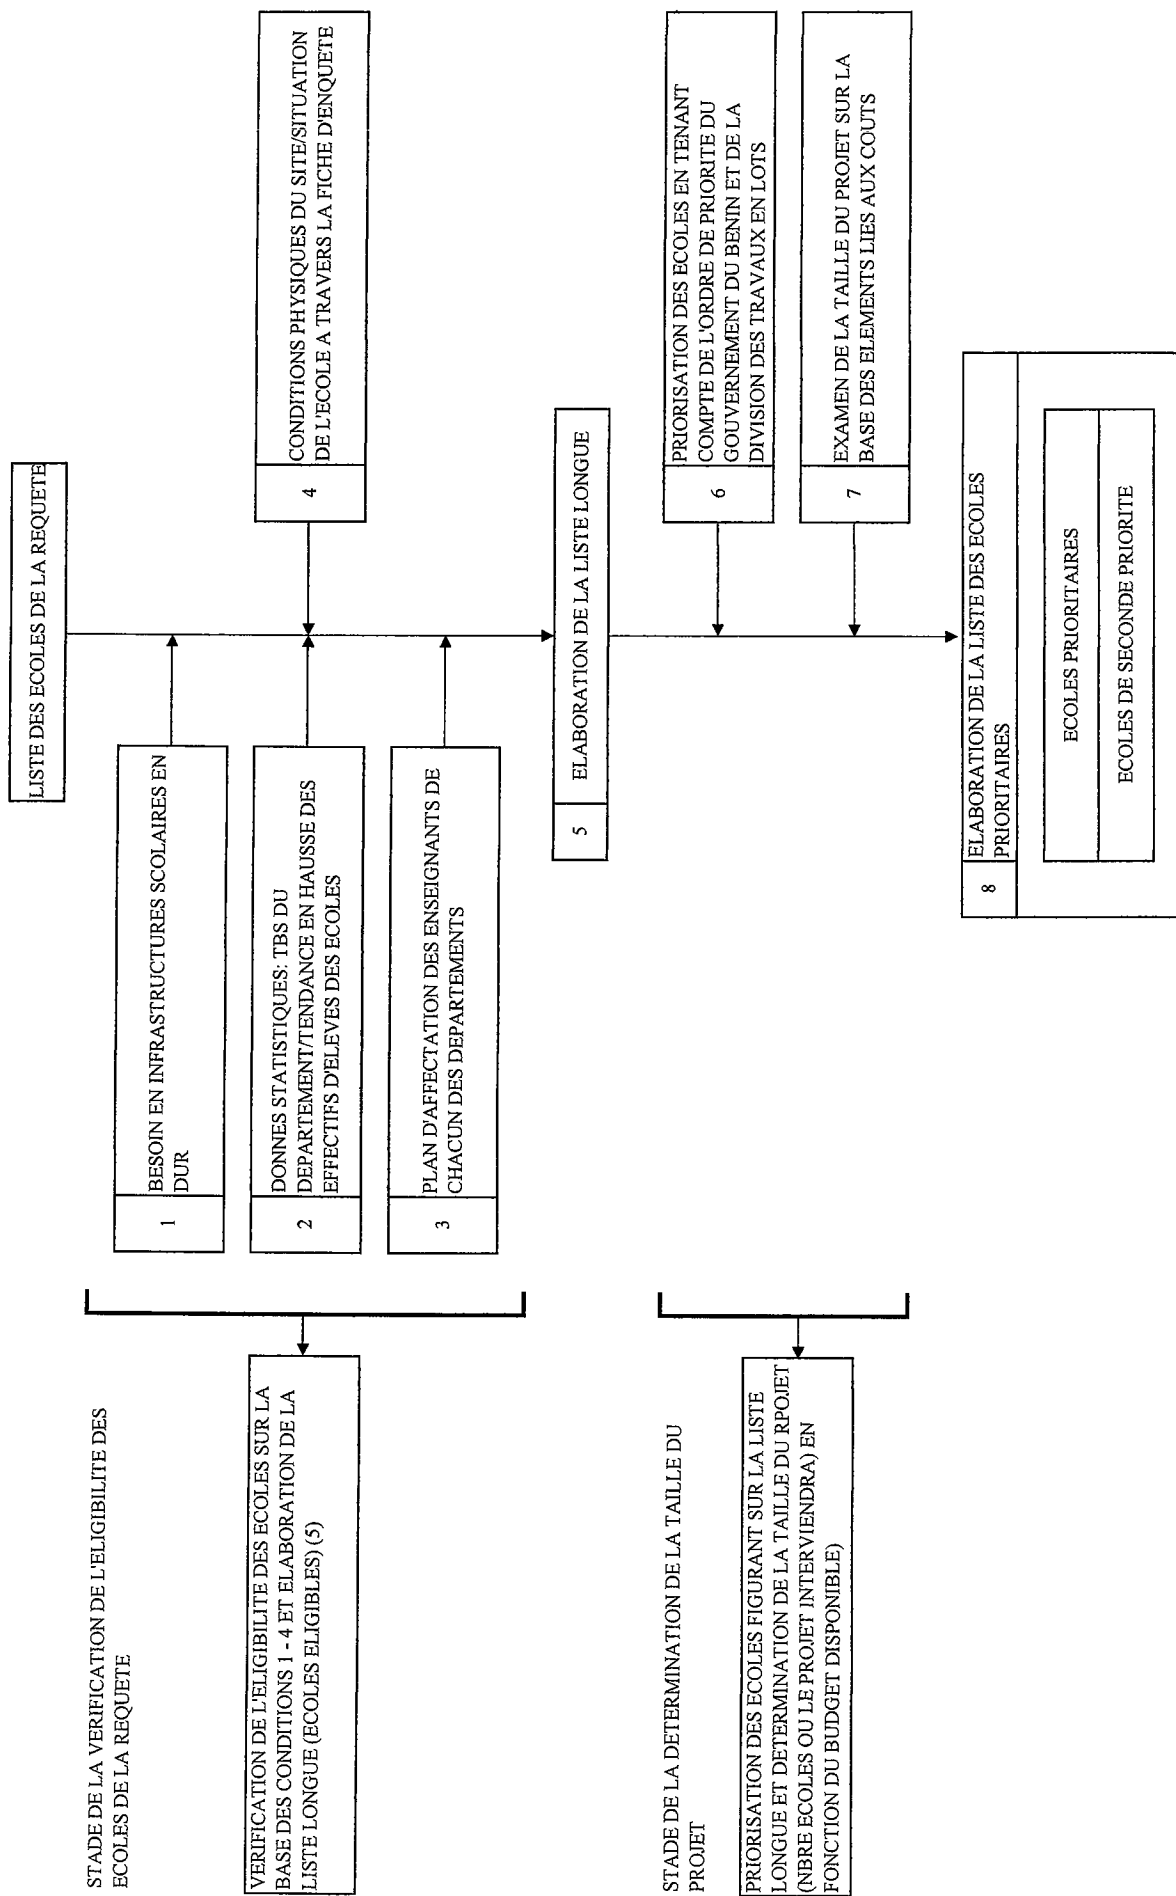 LISTE DES ECOLES DE LA REQUETE
STADE DE LA VERIFICATION DE L'ELIGIBILITE DES
ECOLES DE LA REQUETE
VERIFICATION DE L'ELIGIBILITE DES ECOLES SUR LA
BASE DES CONDITIONS 1 - 4 ET ELABORATION DE LA
LISTE LONGUE (ECOLES ELIGIBLES) (5)
1
BESOIN EN INFRASTRUCTURES SCOLAIRES EN
DUR
2
DONNES STATISTIQUES: TBS DU
DEPARTEMENT/TENDANCE EN HAUSSE DES
EFFECTIFS D'ELEVES DES ECOLES
3
PLAN D'AFFECTATION DES ENSEIGNANTS DE
CHACUN DES DEPARTEMENTS
4
CONDITIONS PHYSIQUES DU SITE/SITUATION
DE L'ECOLE A TRAVERS LA FICHE D'ENQUETE
5
ELABORATION DE LA LISTE LONGUE
STADE DE LA DETERMINATION DE LA TAILLE DU
PROJET
PRIORISATION DES ECOLES FIGURANT SUR LA LISTE
LONGUE ET DETERMINATION DE LA TAILLE DU RPOJET
(NBRE ECOLES OU LE PROJET INTERVIENDRA) EN
FONCTION DU BUDGET DISPONIBLE)
6
PRIORISATION DES ECOLES EN TENANT
COMPTE DE L'ORDRE DE PRIORITE DU
GOUVERNEMENT DU BENIN ET DE LA
DIVISION DES TRAVAUX EN LOTS
7
EXAMEN DE LA TAILLE DU PROJET SUR LA
BASE DES ELEMENTS LIES AUX COUTS
8
ELABORATION DE LA LISTE DES ECOLES
PRIORITAIRES
ECOLES PRIORITAIRES
ECOLES DE SECONDE PRIORITE